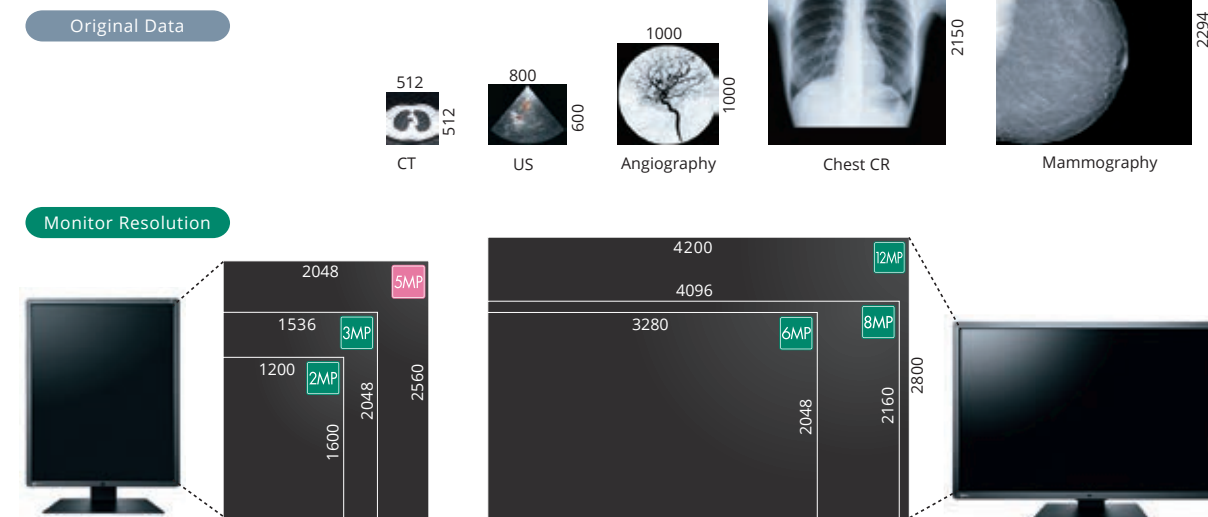 Original Data
512
512
CT
800
600
US
1000
1000
Angiography
2150
Chest CR
2294
Mammography
Monitor Resolution
2048
5MP
2560
1536
3MP
2048
1200
2MP
1600
4200
12MP
2800
4096
8MP
2160
3280
6MP
2048